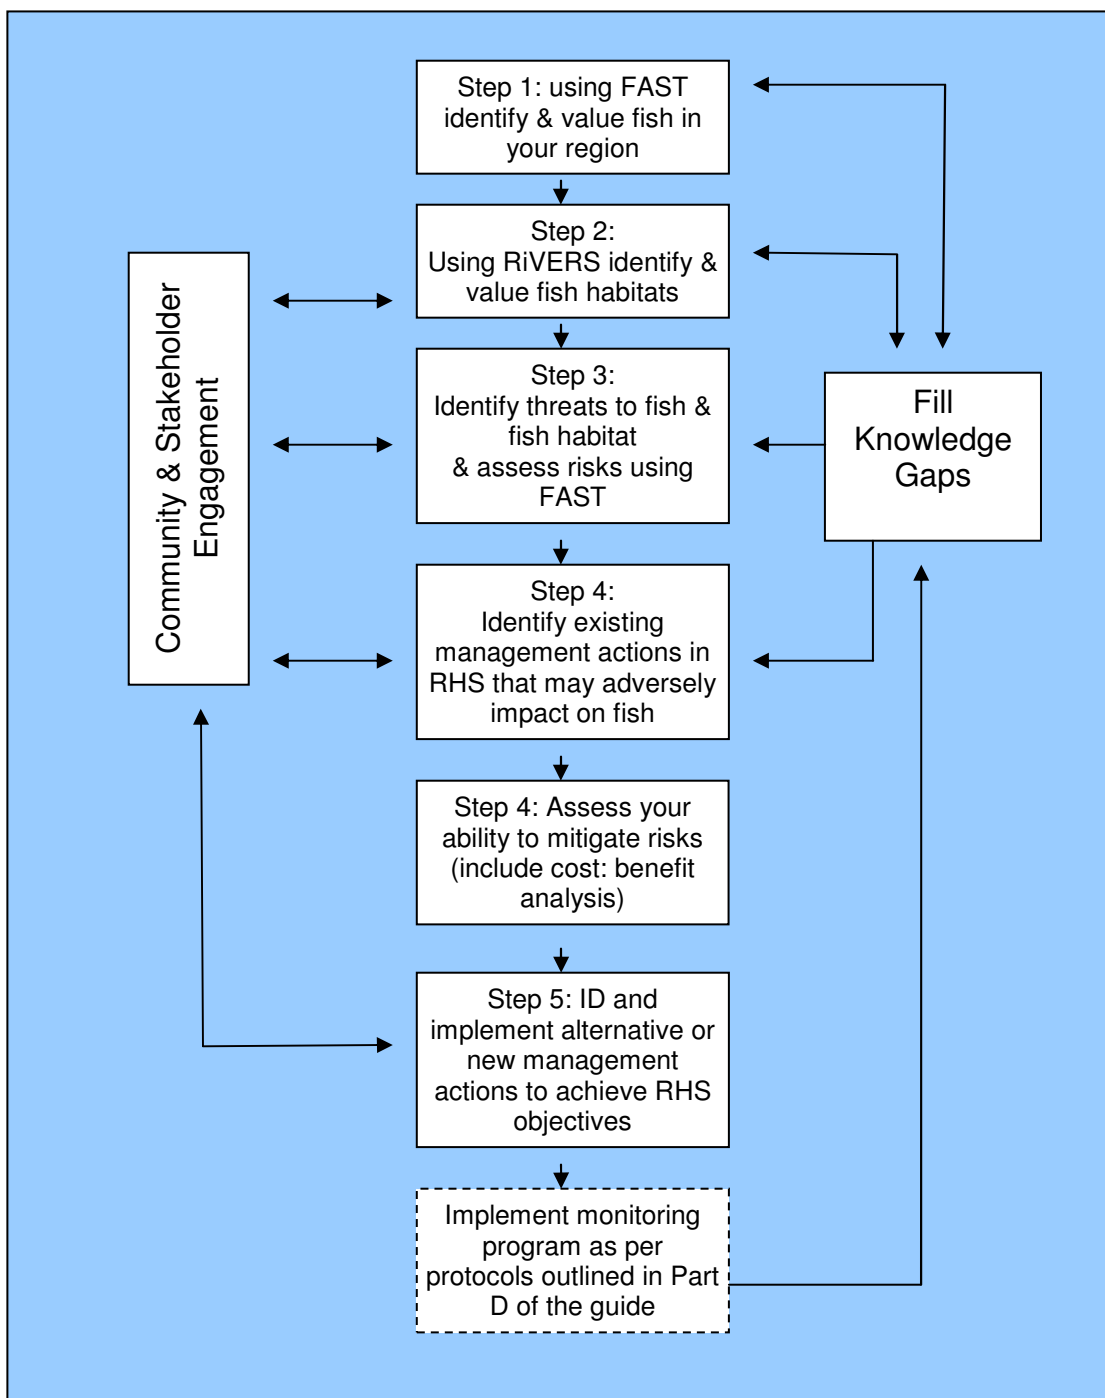 Step 1: using FAST
identify & value fish in
your region
Step 2:
Using RiVERS identify &
value fish habitats
Community & Stakeholder
Engagement
Step 3:
Identify threats to fish &
fish habitat
& assess risks using
FAST
Fill
Knowledge
Gaps
Step 4:
Identify existing
management actions in
RHS that may adversely
impact on fish
Step 4: Assess your
ability to mitigate risks
(include cost: benefit
analysis)
Step 5: ID and
implement alternative or
new management
actions to achieve RHS
objectives
Implement monitoring
program as per
protocols outlined in Part
D of the guide